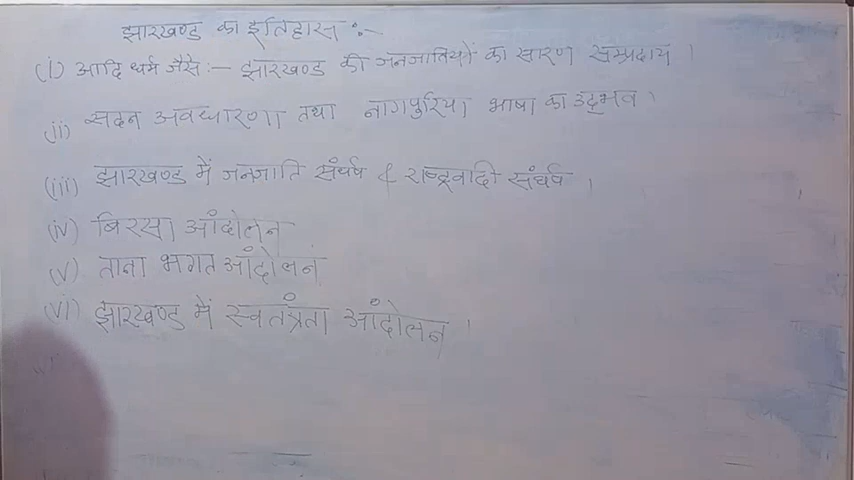 झारखण्ड का इतिहास :-
(i) आदि धर्म जैसे :- झारखण्ड की जनजातियों का सारण सम्प्रदाय ।
(ii) सदन अवधारणा तथा नागपुरिया भाषा का उद्भव ।
(iii) झारखण्ड में जनजाति संघर्ष & राष्ट्रवादी संघर्ष ।
(iv) बिरसा आंदोलन
(v) ताना भगत आंदोलन
(vi) झारखण्ड में स्वतंत्रता आंदोलन ।